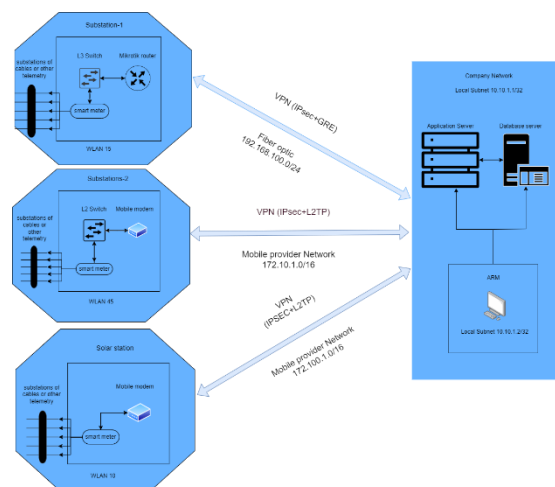 Substation-1
substations of
cables or other
telemetry
L3 Switch
Mikrotik router
smart meter
WLAN 15
VPN (IPsec+GRE)
Fiber optic
192.168.100.0/24
Company Network
Local Subnet 10.10.1.1/32
Application Server
Database server
ARM
Local Subnet 10.10.1.2/32
Substations-2
substations of
cables or
other
telemetry
L2 Switch
Mobile modem
smart meter
WLAN 45
VPN (IPsec+L2TP)
Mobile provider Network
172.10.1.0/16
VPN
(IPSEC+L2TP)
Mobile provider Network
172.100.1.0/16
Solar station
substations of
cables or other
telemetry
Mobile modem
smart meter
WLAN 10